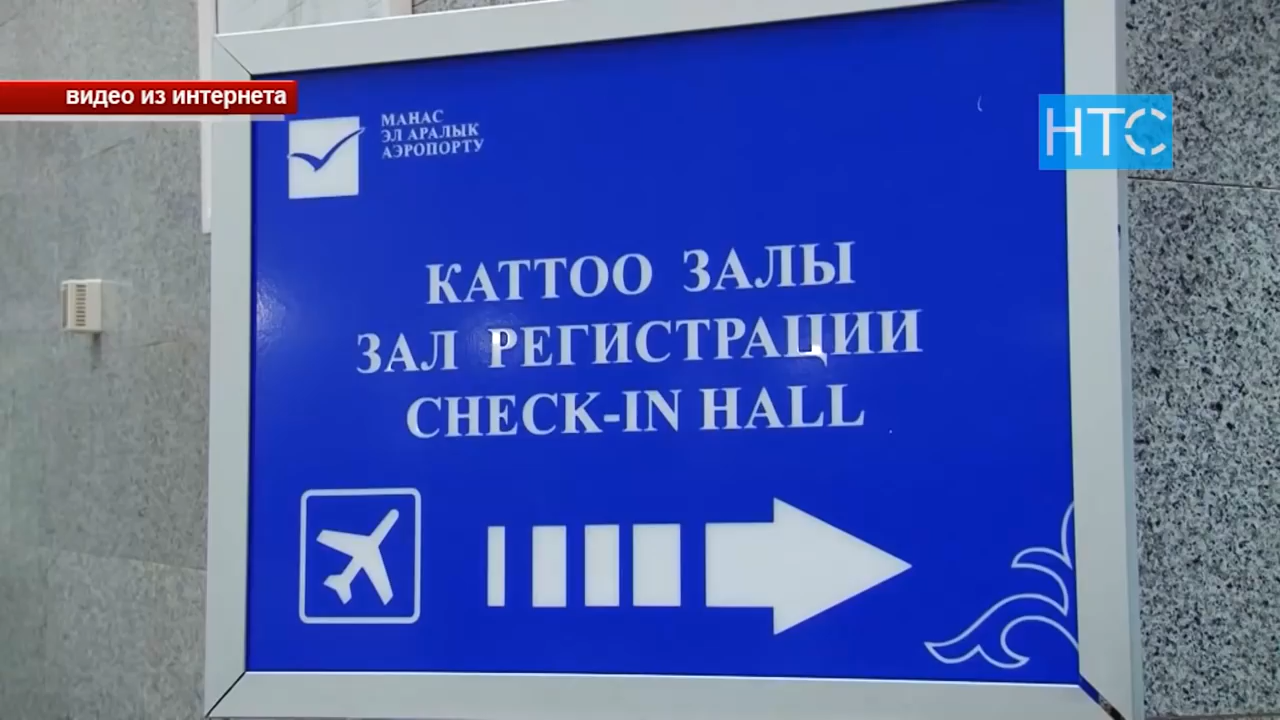 видео из интернета
НТС
МАНАС
ЭЛ АРАЛЫК
АЭРОПОРТУ
КАТТОО ЗАЛЫ
ЗАЛ РЕГИСТРАЦИИ
CHECK-IN HALL